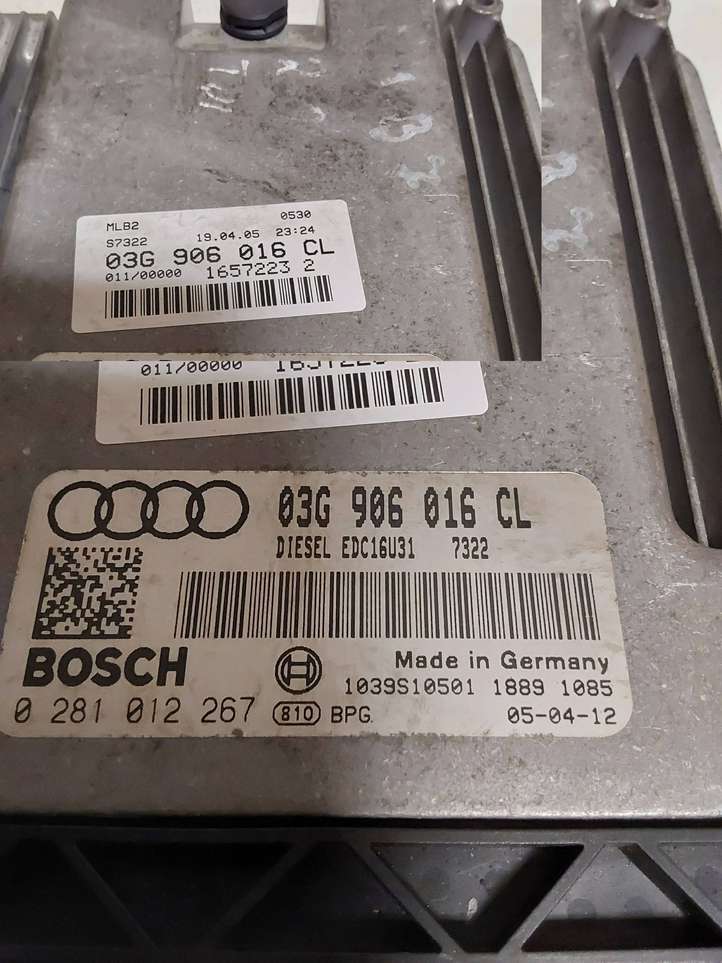 MLB2 0530
S7322 19.04.05 23:24
03G 906 016 CL
011/00000 1657223 2
011/00000
03G 906 016 CL
DIESEL EDC16U31 7322
BOSCH
Made in Germany
1039S10501 1889 1085
0 281 012 267 810 BPG 05-04-12